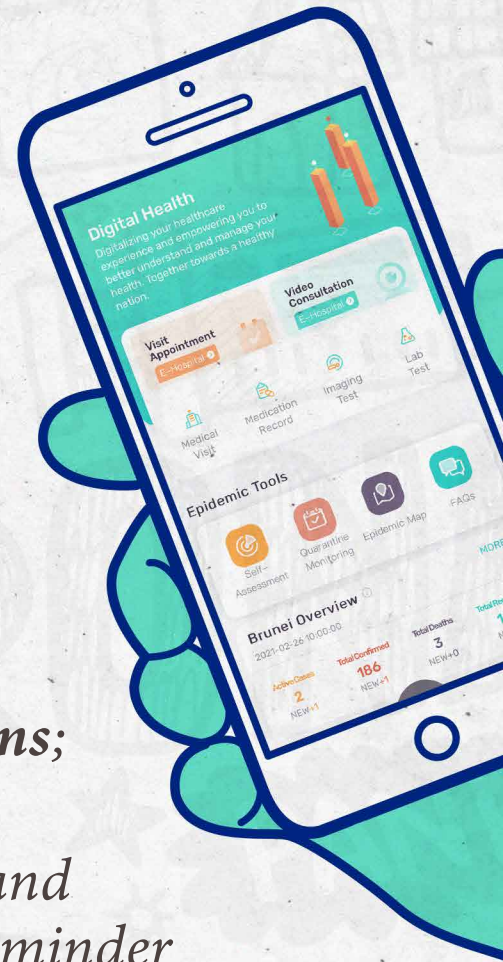 Digital Health
Digitalizing your healthcare
experience and empowering you to
better understand and manage your
health. Together towards a healthy
nation.
Visit
Appointment
E-Hospital
Video
Consultation
E-Hospital
Medical
Visit
Medication
Record
Imaging
Test
Lab
Test
Epidemic Tools
Self-
Assessment
Quarantine
Monitoring
Epidemic Map
FAQs
MORE
Brunei Overview
2021-02-26 10:00:00
Active Cases
2
NEW+1
Total Confirmed
186
NEW+1
Total Deaths
3
NEW+0
Total
ns;
and
minder